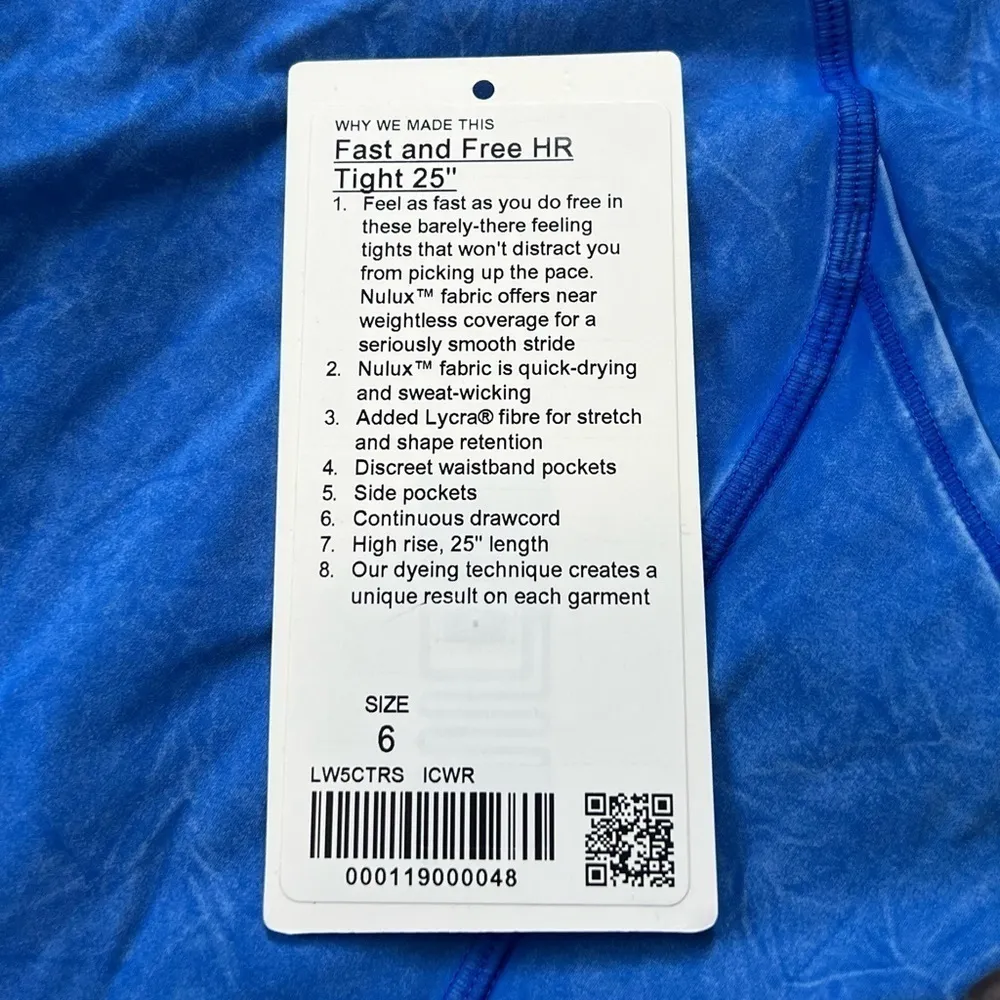 WHY WE MADE THIS
Fast and Free HR
Tight 25"
1. Feel as fast as you do free in
these barely-there feeling
tights that won't distract you
from picking up the pace.
Nulux™ fabric offers near
weightless coverage for a
seriously smooth stride
2. Nulux™ fabric is quick-drying
and sweat-wicking
3. Added Lycra® fibre for stretch
and shape retention
4. Discreet waistband pockets
5. Side pockets
6. Continuous drawcord
7. High rise, 25" length
8. Our dyeing technique creates a
unique result on each garment
SIZE
6
LW5CTRS ICWR
000119000048